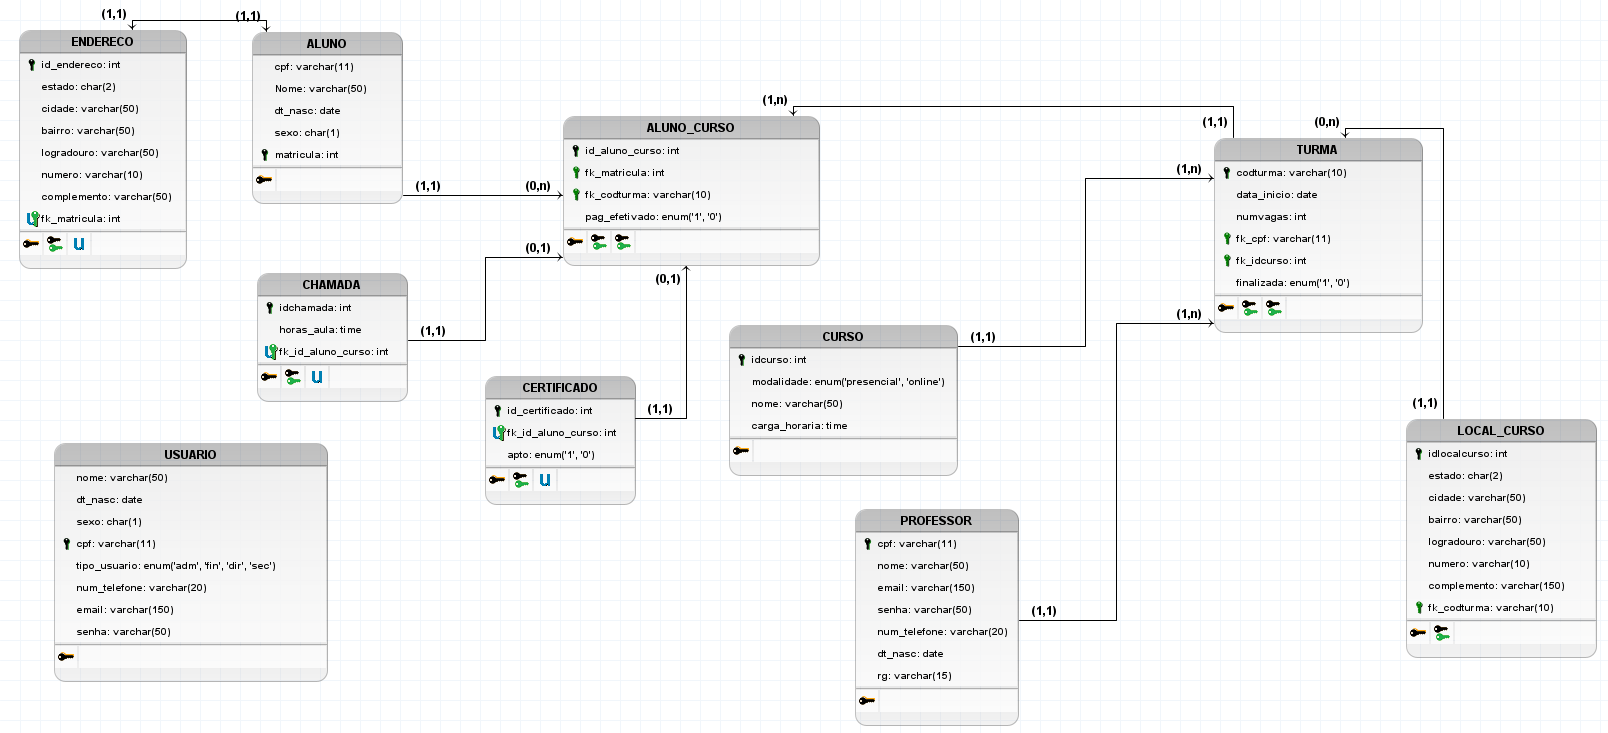 (1,1)
(1,1)
ENDERECO
id_endereco: int
estado: char(2)
cidade: varchar(50)
bairro: varchar(50)
logradouro: varchar(50)
numero: varchar(10)
complemento: varchar(50)
fk_matricula: int
ALUNO
cpf: varchar(11)
Nome: varchar(50)
dt_nasc: date
sexo: char(1)
matricula: int
(1,1)
(0,n)
(1,n)
(1,1)
ALUNO_CURSO
id_aluno_curso: int
fk_matricula: int
fk_codturma: varchar(10)
pag_efetivado: enum('1', '0')
(0,1)
(0,1)
CHAMADA
idchamada: int
horas_aula: time
fk_id_aluno_curso: int
(1,1)
CERTIFICADO
id_certificado: int
fk_id_aluno_curso: int
apto: enum('1', '0')
(1,1)
(0,n)
(1,n)
TURMA
codturma: varchar(10)
data_inicio: date
numvagas: int
fk_cpf: varchar(11)
fk_idcurso: int
finalizada: enum('1', '0')
(1,n)
CURSO
idcurso: int
modalidade: enum('presencial', 'online')
nome: varchar(50)
carga_horaria: time
(1,1)
USUARIO
nome: varchar(50)
dt_nasc: date
sexo: char(1)
cpf: varchar(11)
tipo_usuario: enum('adm', 'fin', 'dir', 'sec')
num_telefone: varchar(20)
email: varchar(150)
senha: varchar(50)
PROFESSOR
cpf: varchar(11)
nome: varchar(50)
email: varchar(150)
senha: varchar(50)
num_telefone: varchar(20)
dt_nasc: date
rg: varchar(15)
(1,1)
(1,1)
LOCAL_CURSO
idlocalcurso: int
estado: char(2)
cidade: varchar(50)
bairro: varchar(50)
logradouro: varchar(50)
numero: varchar(10)
complemento: varchar(150)
fk_codturma: varchar(10)